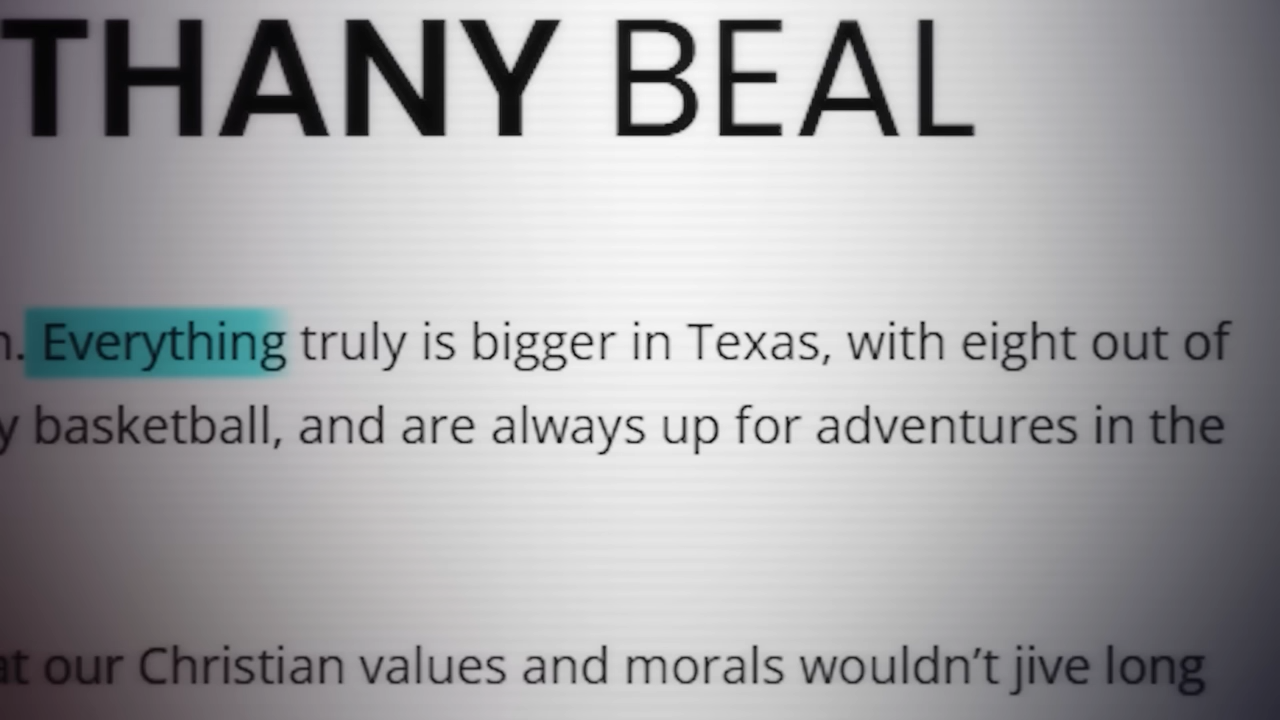 THANY BEAL
n. Everything truly is bigger in Texas, with eight out of
y basketball, and are always up for adventures in the
at our Christian values and morals wouldn’t jive long